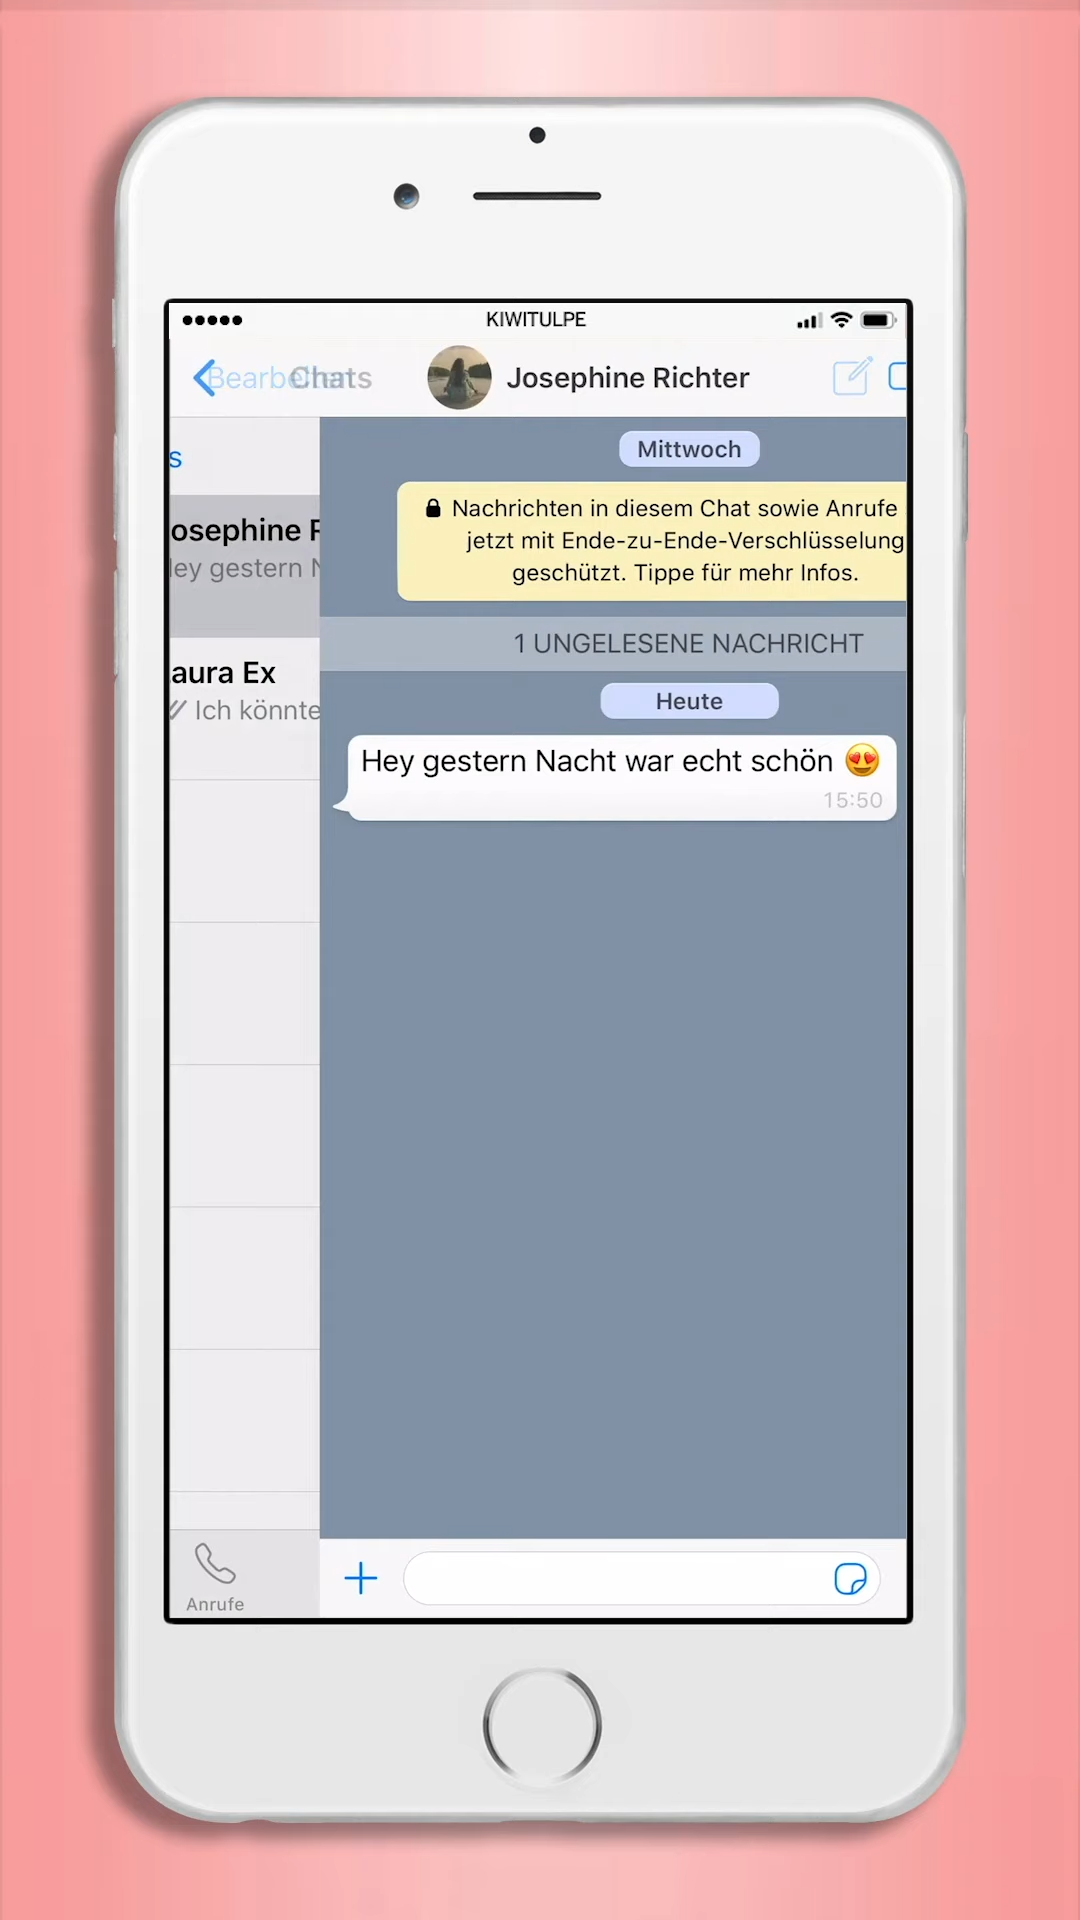 KIWITULPE
Bearbeiten
Chats
Josephine Richter
s
osephine R
ey gestern N
aura Ex
Ich könnte
Anrufe
Mittwoch
Nachrichten in diesem Chat sowie Anrufe
jetzt mit Ende-zu-Ende-Verschlüsselung
geschützt. Tippe für mehr Infos.
1 UNGELESENE NACHRICHT
Heute
Hey gestern Nacht war echt schön 😍
15:50